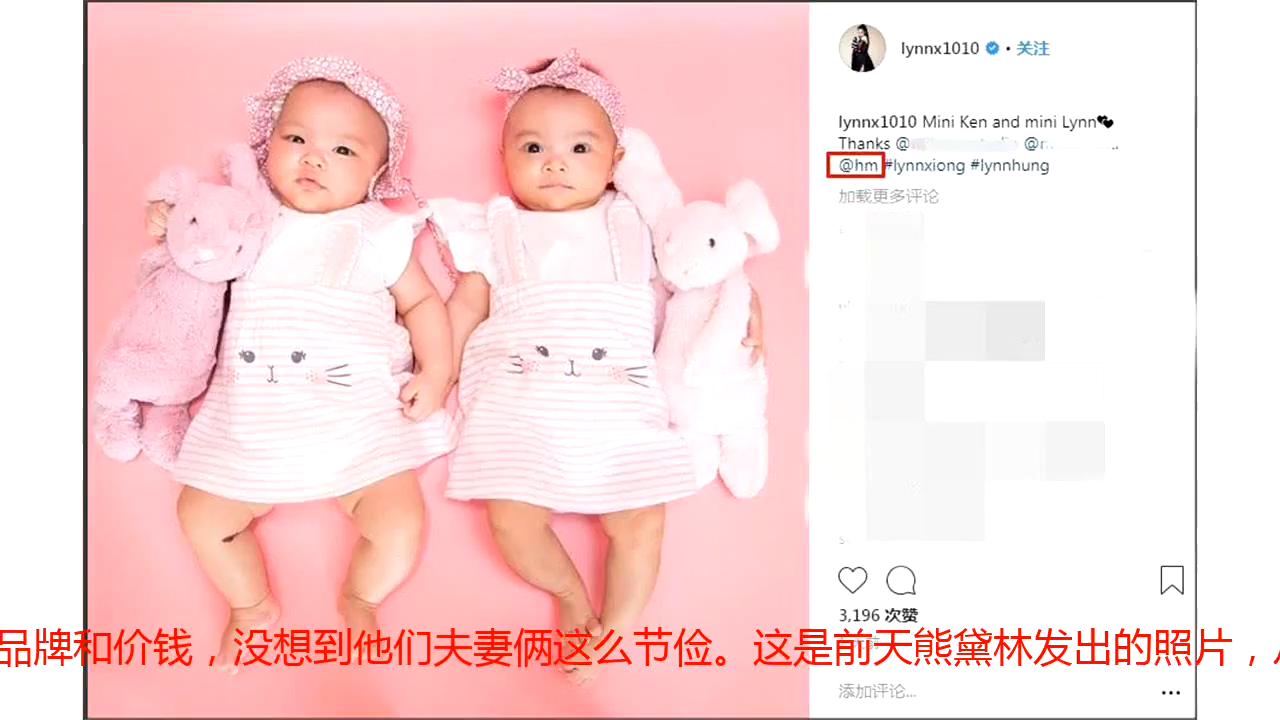 lynnx1010 • 关注
lynnx1010 Mini Ken and mini Lynn
Thanks @
@hm #lynnxiong #lynnhung
加载更多评论
3,196 次赞
品牌和价钱，没想到他们夫妻俩这么节俭。这是前天熊黛林发出的照片，
添加评论...